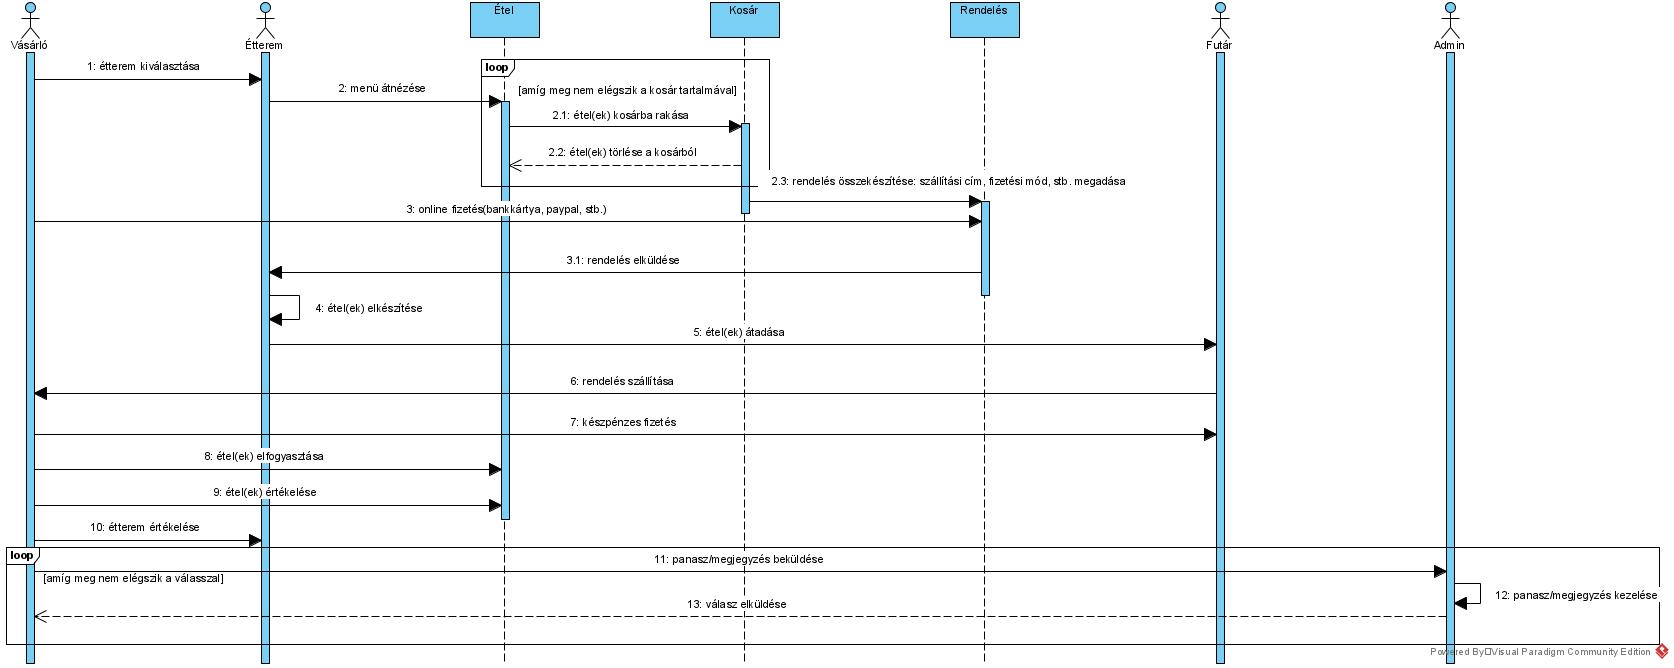 Vásárló
Étterem
Étel
Kosár
Rendelés
Futár
Admin
1: étterem kiválasztása
loop
2: menü átnézése
[amíg meg nem elégszik a kosár tartalmával]
2.1: étel(ek) kosárba rakása
2.2: étel(ek) törlése a kosárból
2.3: rendelés összekészítése: szállítási cím, fizetési mód, stb. megadása
3: online fizetés(bankkártya, paypal, stb.)
3.1: rendelés elküldése
4: étel(ek) elkészítése
5: étel(ek) átadása
6: rendelés szállítása
7: készpénzes fizetés
8: étel(ek) elfogyasztása
9: étel(ek) értékelése
10: étterem értékelése
loop
11: panasz/megjegyzés beküldése
[amíg meg nem elégszik a válasszal]
12: panasz/megjegyzés kezelése
13: válasz elküldése
Powered By Visual Paradigm Community Edition